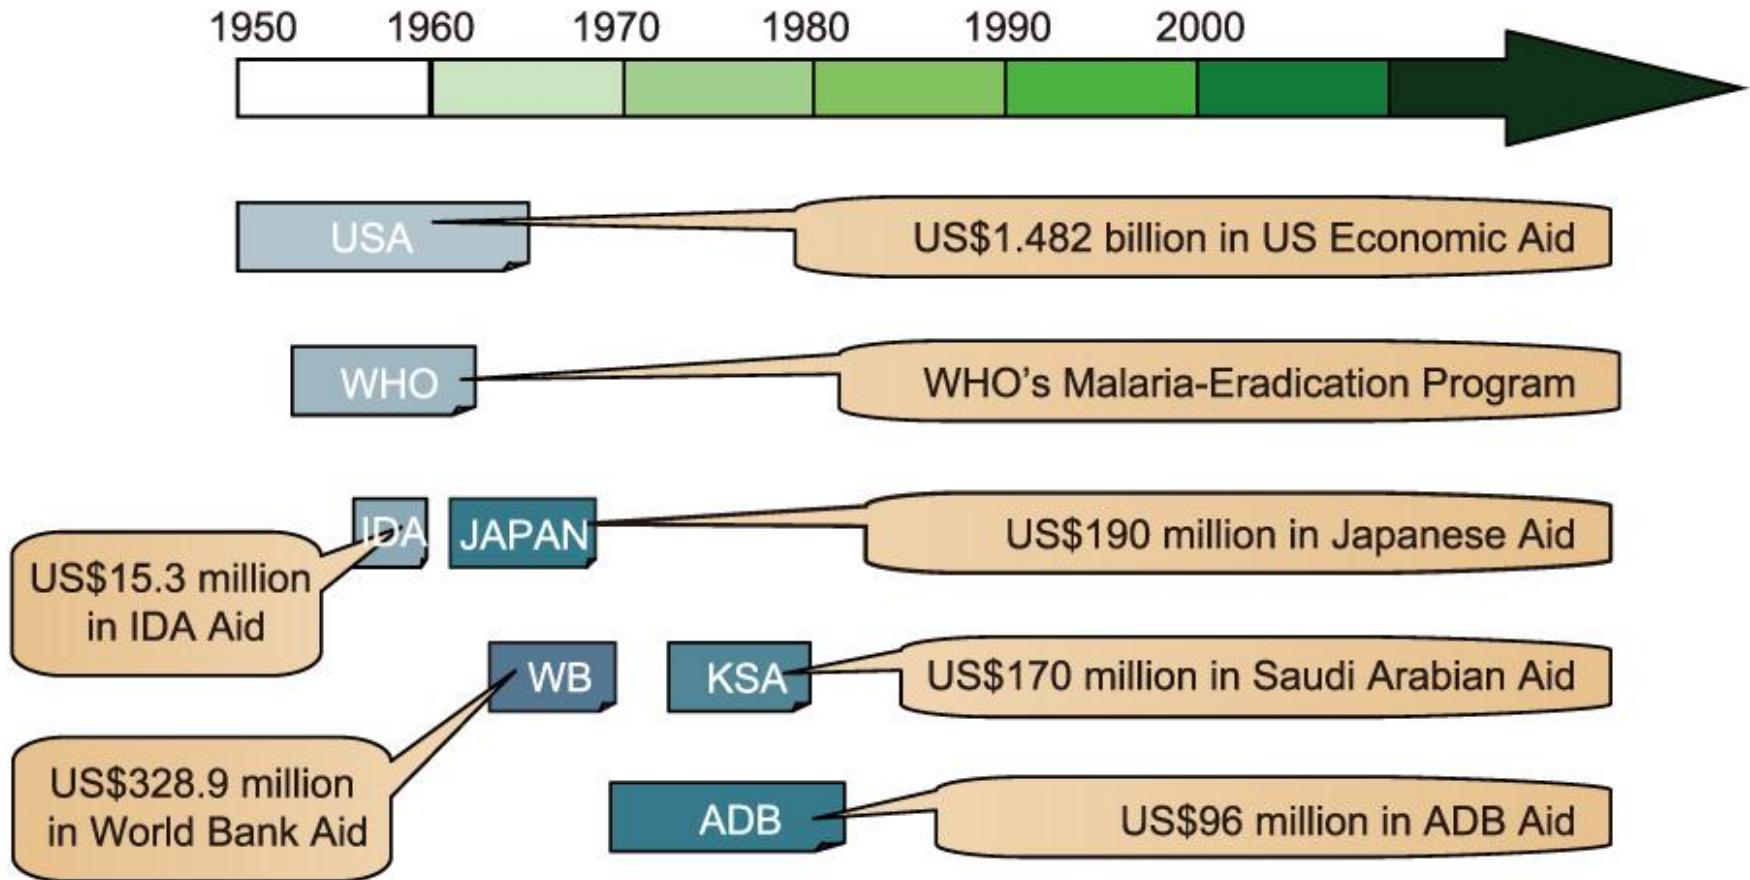 1950 1960 1970 1980 1990 2000
USA
US$1.482 billion in US Economic Aid
WHO
WHO’s Malaria-Eradication Program
IDA
JAPAN
US$190 million in Japanese Aid
US$15.3 million
in IDA Aid
WB
KSA
US$170 million in Saudi Arabian Aid
US$328.9 million
in World Bank Aid
ADB
US$96 million in ADB Aid